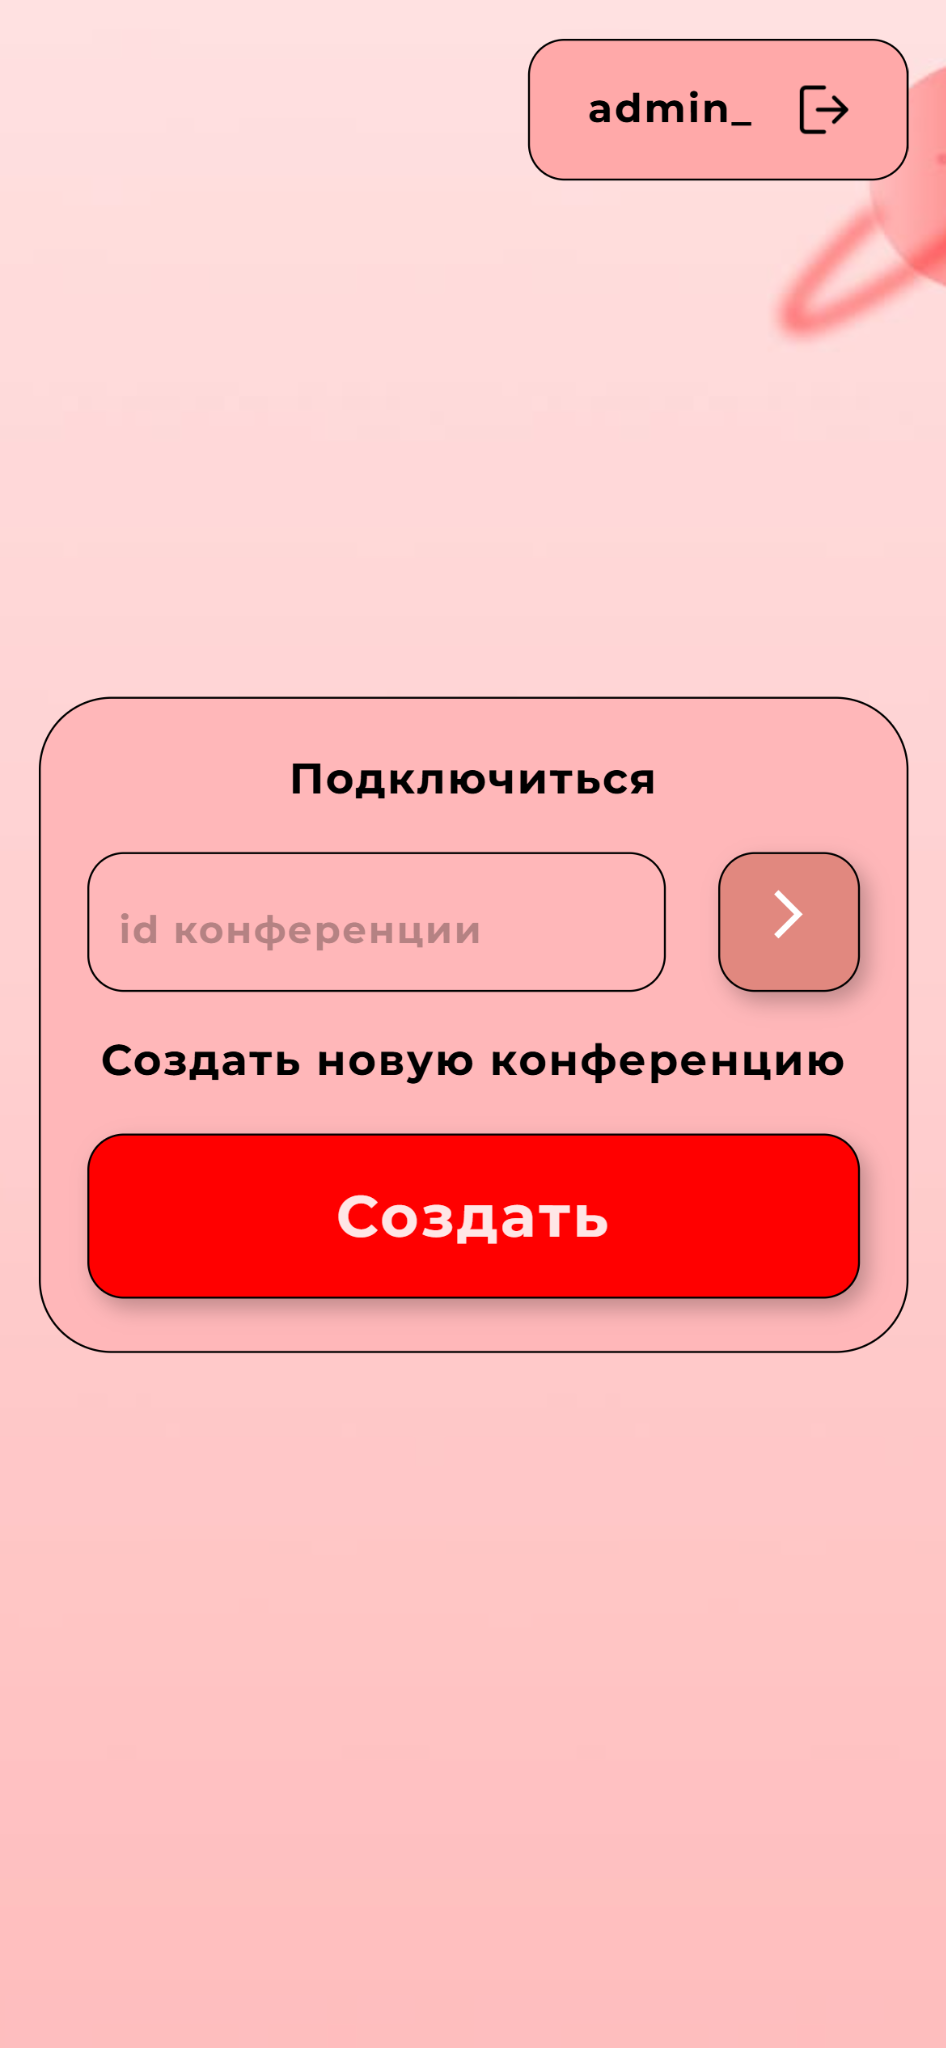 admin_
Подключиться
id конференции
Создать новую конференцию
Создать